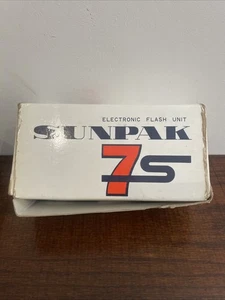 ELECTRONIC FLASH UNIT
SUNPAK
7S